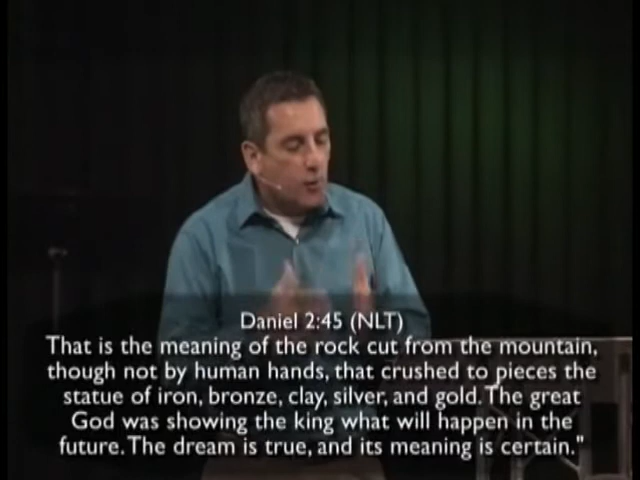 Daniel 2:45 (NLT)
That is the meaning of the rock cut from the mountain,
though not by human hands, that crushed to pieces the
statue of iron, bronze, clay, silver, and gold. The great
God was showing the king what will happen in the
future. The dream is true, and its meaning is certain."